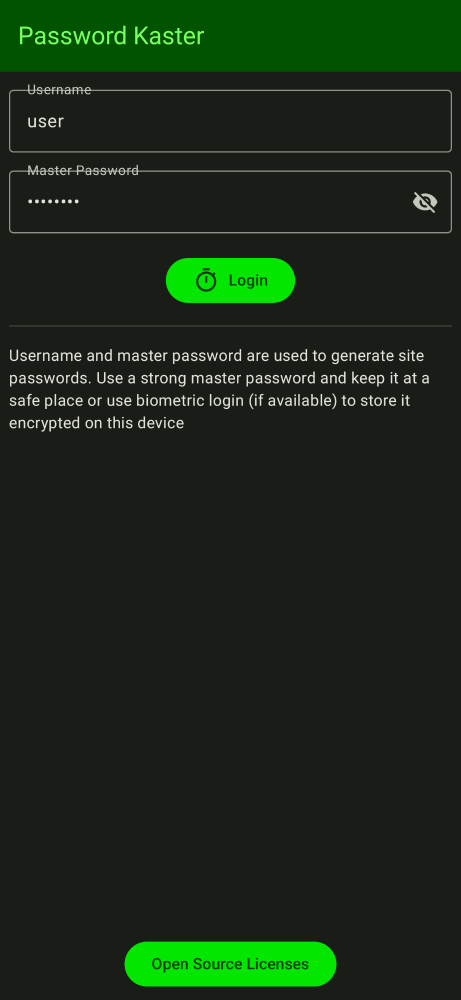 Password Kaster
Username
user
Master Password
••••••••
Login
Username and master password are used to generate site
passwords. Use a strong master password and keep it at a
safe place or use biometric login (if available) to store it
encrypted on this device
Open Source Licenses